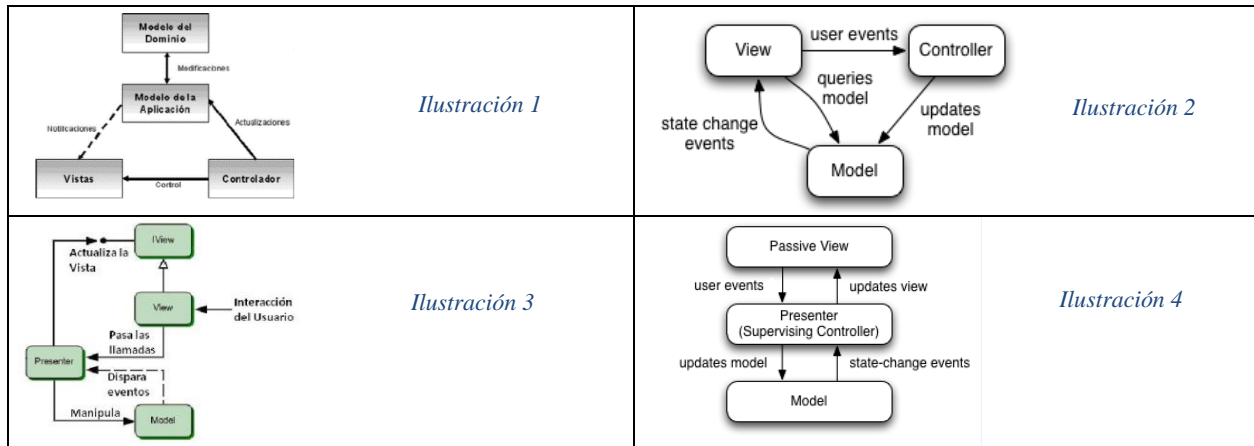 Modelo del
Dominio
Modificaciones
Modelo de la
Aplicación
Notificaciones
Actualizaciones
Vistas
Control
Controlador
Ilustración 1
View
user events
Controller
queries
model
updates
model
state change
events
Model
Ilustración 2
IView
Actualiza la
Vista
View
Interacción
del Usuario
Pasa las
llamadas
Presenter
Dispara
eventos
Manipula
Model
Ilustración 3
Passive View
user events
updates view
Presenter
(Supervising Controller)
updates model
state-change events
Model
Ilustración 4